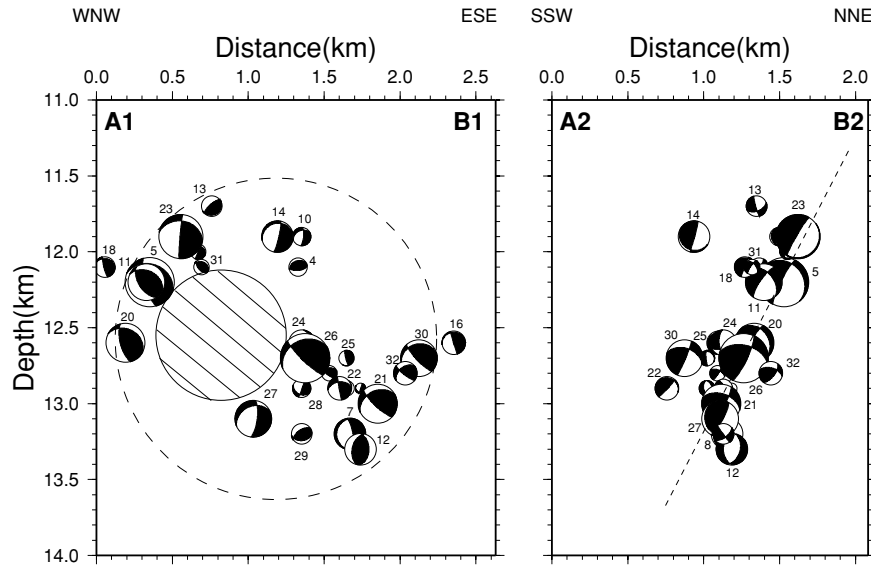 WNW ESE SSW NNE
Distance(km) Distance(km)
0.0 0.5 1.0 1.5 2.0 2.5 0.0 0.5 1.0 1.5 2.0
11.0
A1 B1 A2 B2
11.5
13 13
23 14 10 23
14
12.0
18 11 5 31 4 31
18 5
11
12.5
20 24 26 30 16 25 24 20
25 30
32 32
22 22 26
13.0
27 28 21 21
7 27
29 12 8
12
13.5
14.0
Depth(km)